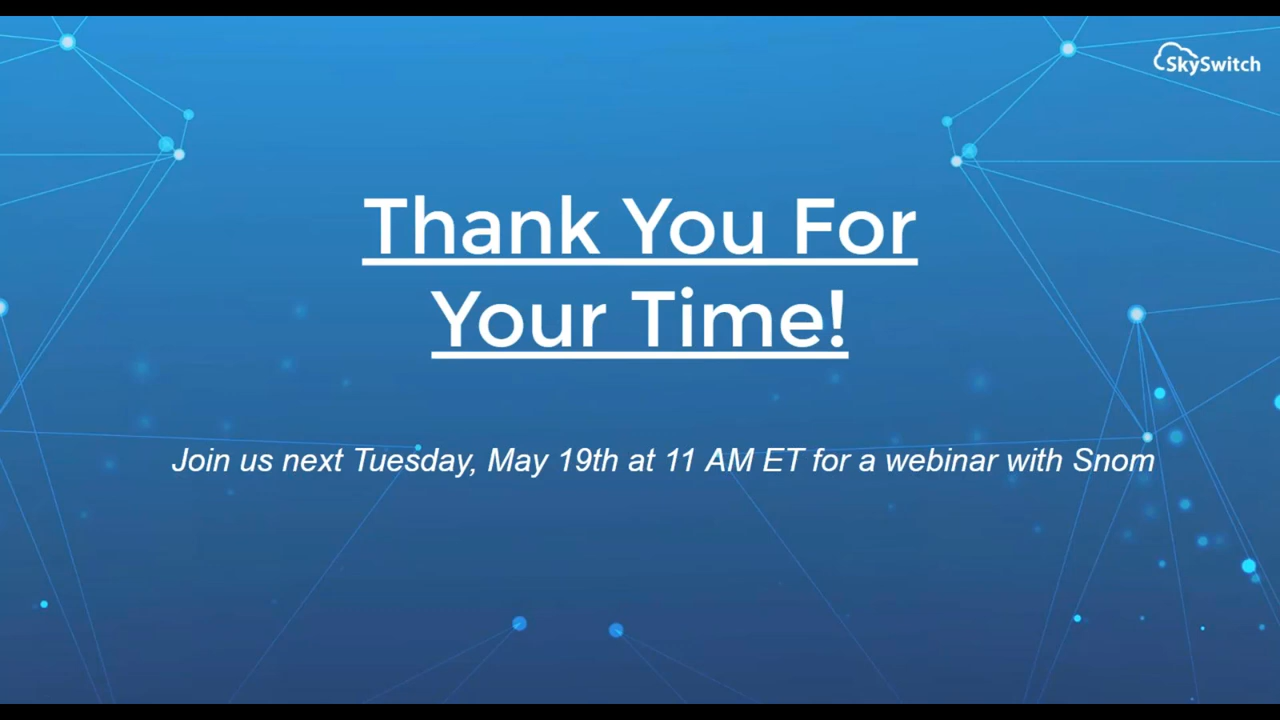 SkySwitch
Thank You For
Your Time!
Join us next Tuesday, May 19th at 11 AM ET for a webinar with Snom